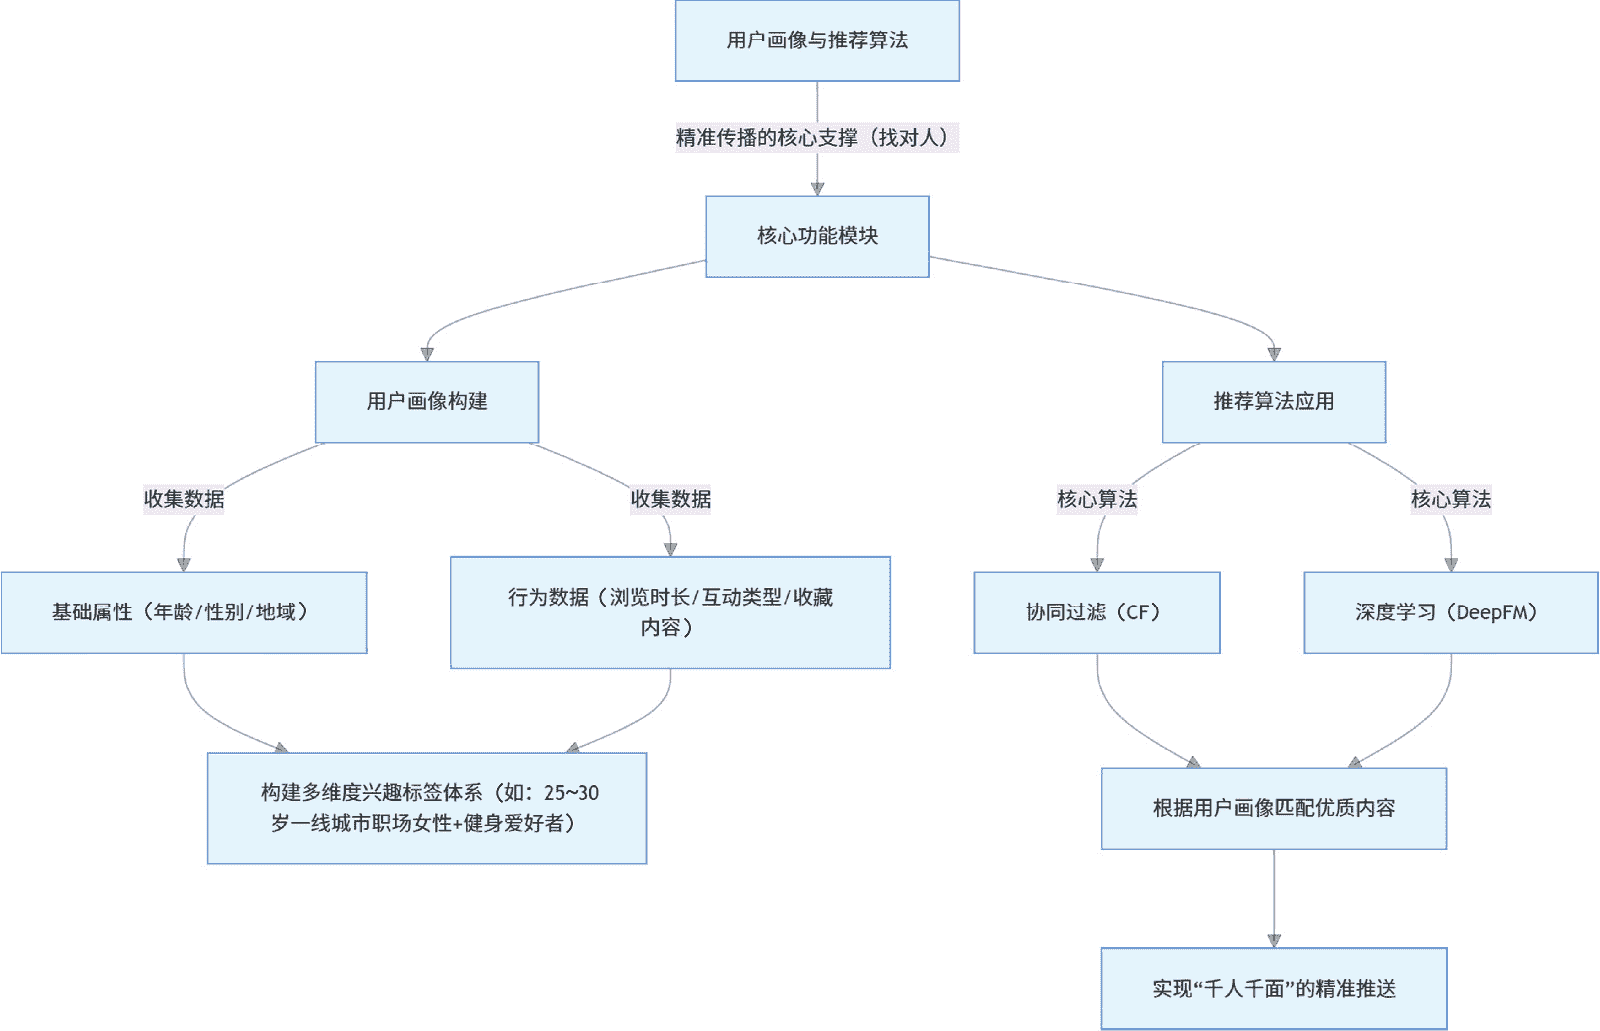 用户画像与推荐算法
精准传播的核心支撑（找对人）
核心功能模块
用户画像构建
推荐算法应用
收集数据
收集数据
核心算法
核心算法
基础属性（年龄/性别/地域）
行为数据（浏览时长/互动类型/收藏
内容）
协同过滤（CF）
深度学习（DeepFM）
构建多维度兴趣标签体系（如：25~30
岁一线城市职场女性+健身爱好者）
根据用户画像匹配优质内容
实现“千人千面”的精准推送